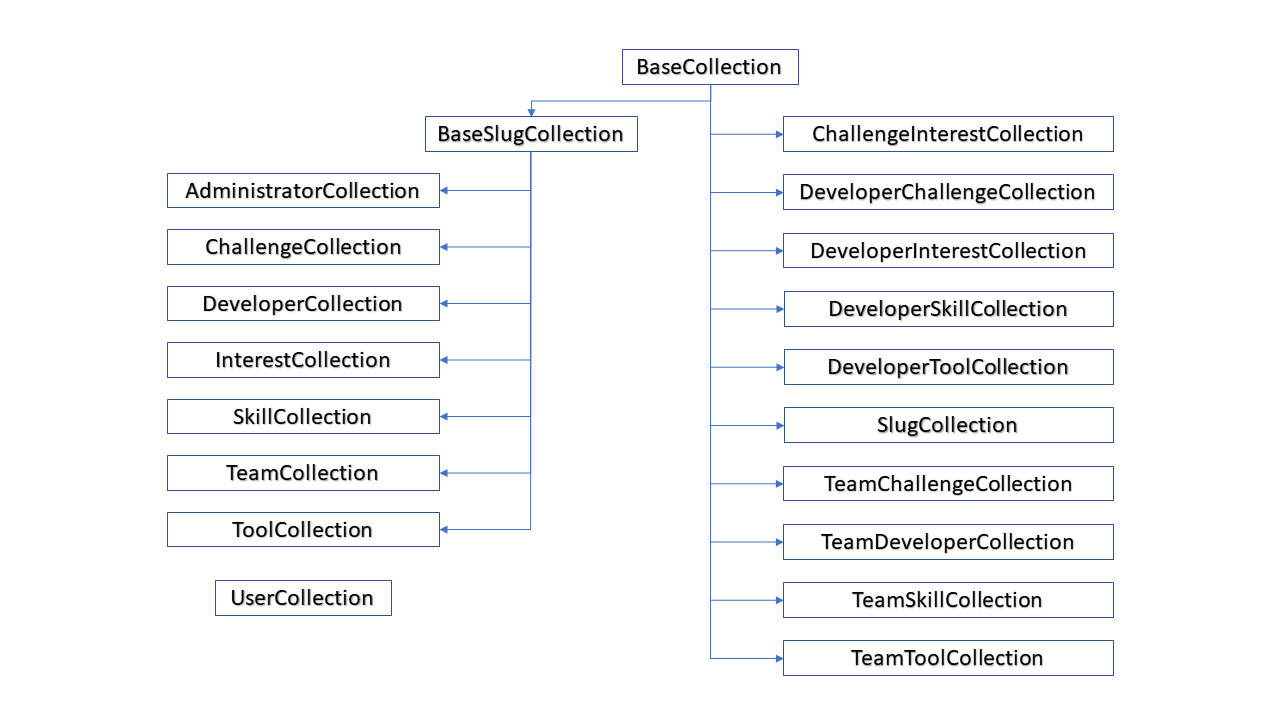 BaseCollection
BaseSlugCollection
AdministratorCollection
ChallengeCollection
DeveloperCollection
InterestCollection
SkillCollection
TeamCollection
ToolCollection
UserCollection
ChallengeInterestCollection
DeveloperChallengeCollection
DeveloperInterestCollection
DeveloperSkillCollection
DeveloperToolCollection
SlugCollection
TeamChallengeCollection
TeamDeveloperCollection
TeamSkillCollection
TeamToolCollection